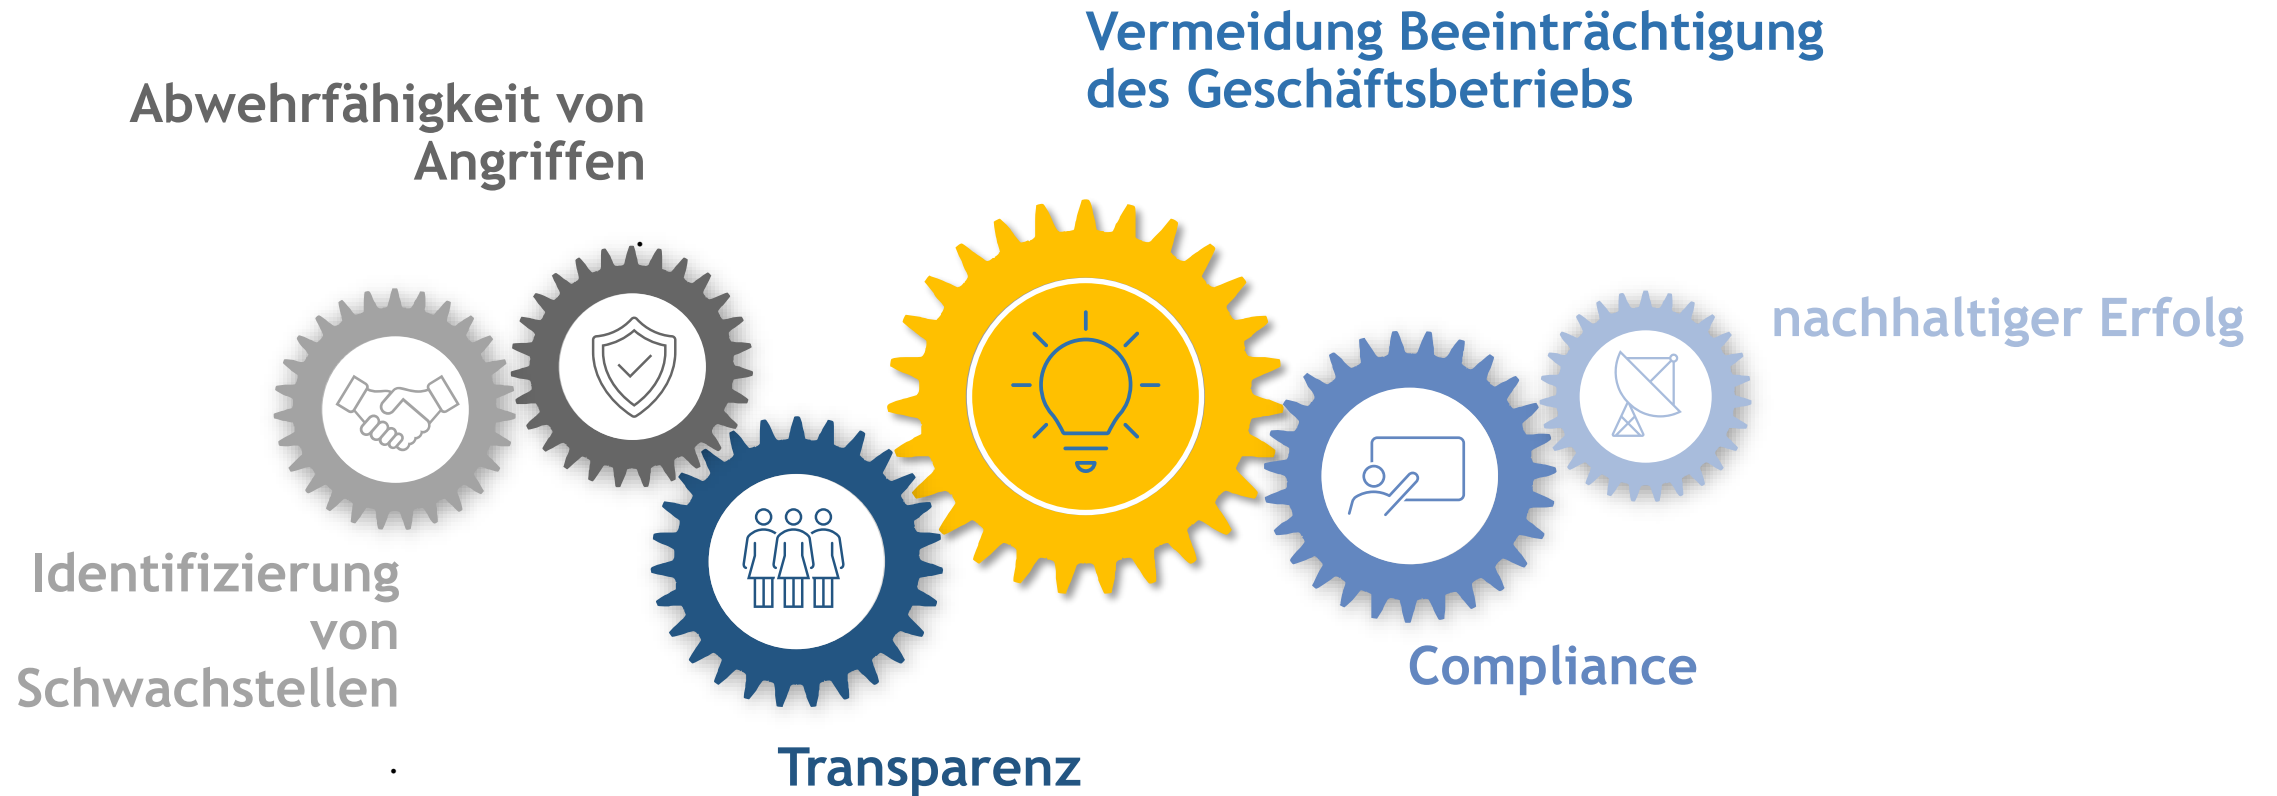 Vermeidung Beeinträchtigung
des Geschäftsbetriebs
Abwehrfähigkeit von
Angriffen
.
nachhaltiger Erfolg
Identifizierung
von
Schwachstellen
.
Compliance
Transparenz